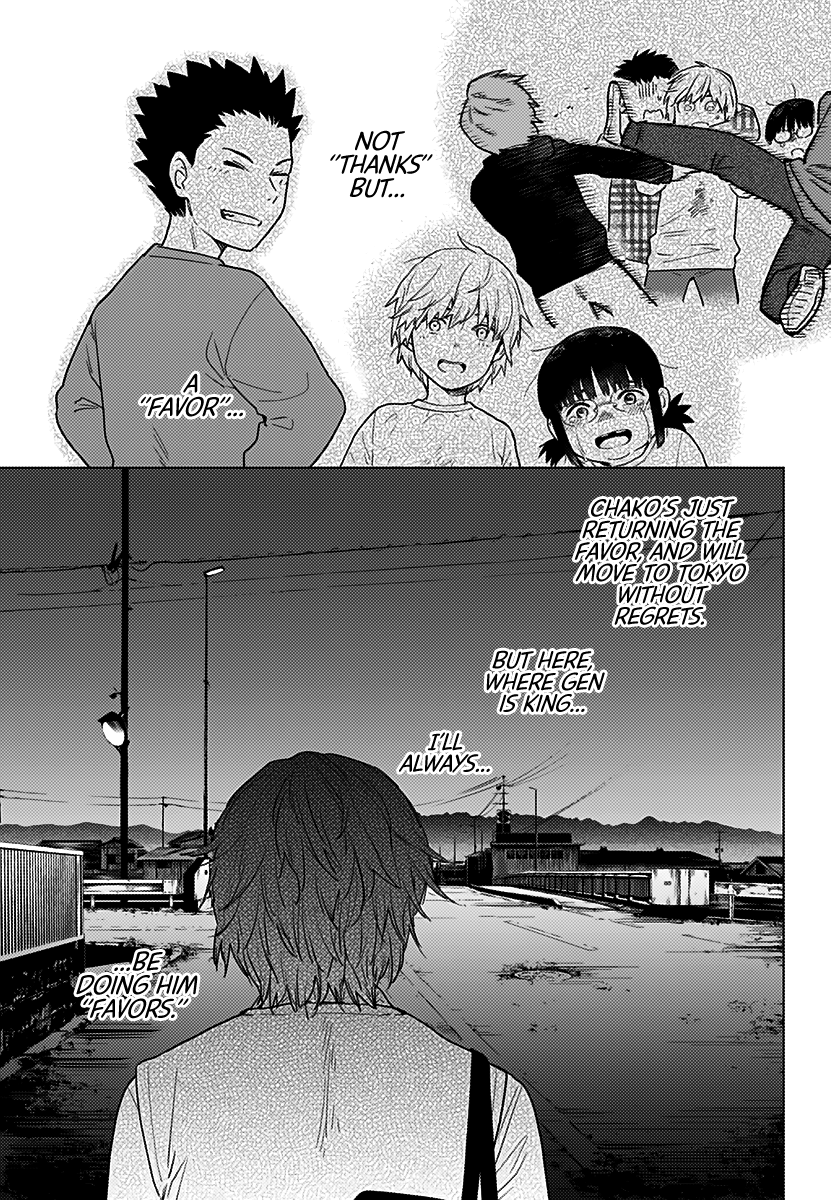 NOT
"THANKS"
BUT...
A
"FAVOR"...
CHAKO'S JUST
RETURNING THE
FAVOR, AND WILL
MOVE TO TOKYO
WITHOUT
REGRETS.
BUT HERE,
WHERE GEN
IS KING...
I'LL
ALWAYS...
...BE
DOING HIM
"FAVORS."